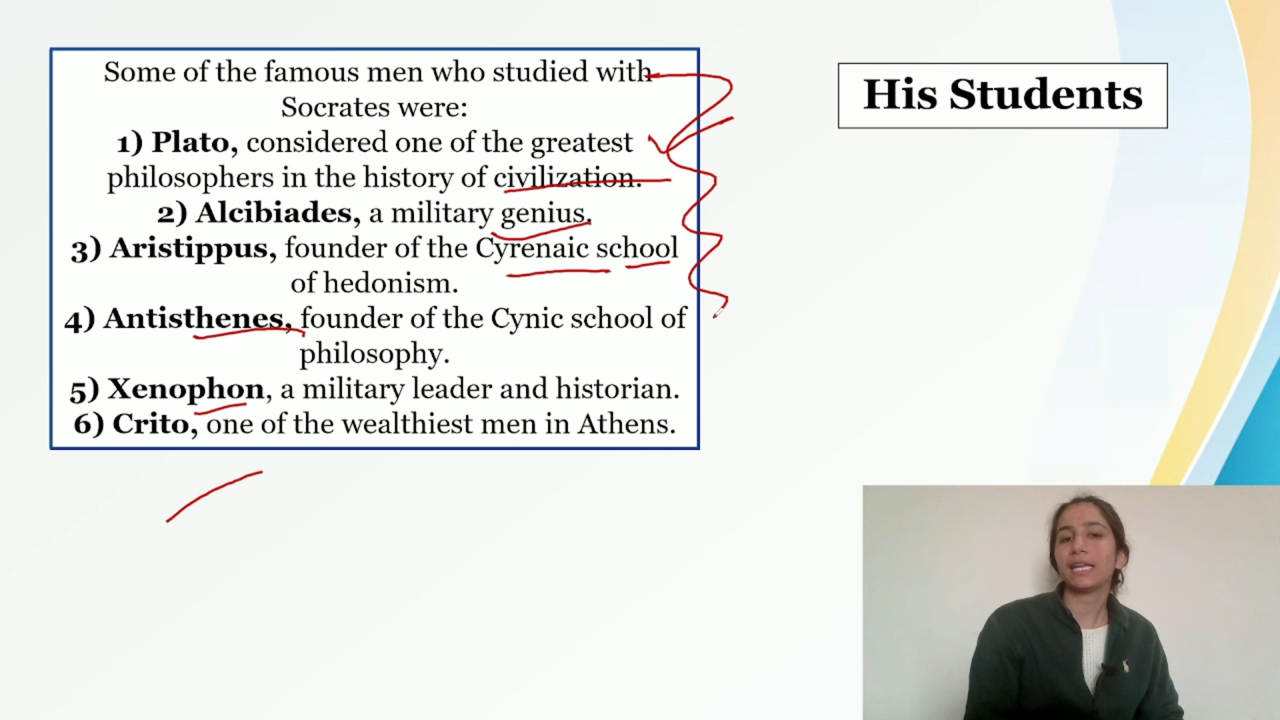 Some of the famous men who studied with
Socrates were:
1) Plato, considered one of the greatest
philosophers in the history of civilization.
2) Alcibiades, a military genius.
3) Aristippus, founder of the Cyrenaic school
of hedonism.
4) Antisthenes, founder of the Cynic school of
philosophy.
5) Xenophon, a military leader and historian.
6) Crito, one of the wealthiest men in Athens.
His Students